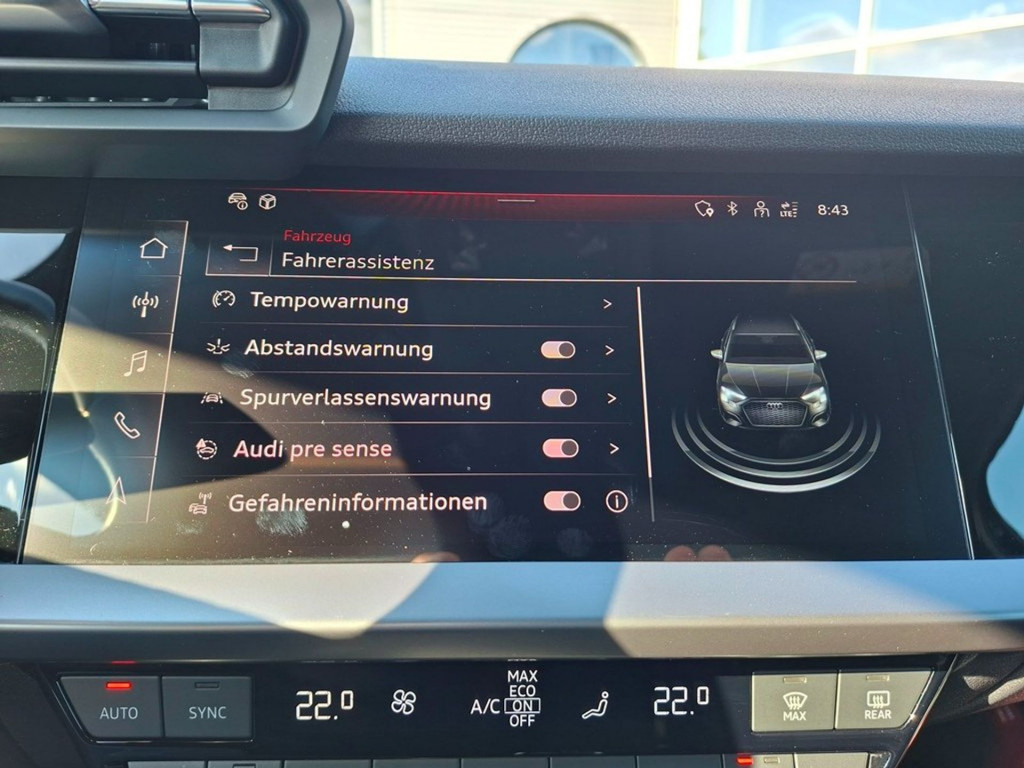 LTE 8:43
Fahrzeug
Fahrerassistenz
Tempowarnung
Abstandswarnung
Spurverlassenswarnung
Audi pre sense
Gefahreninformationen
AUTO SYNC 22.0 A/C MAX 22.0 MAX REAR
ECO
ON
OFF